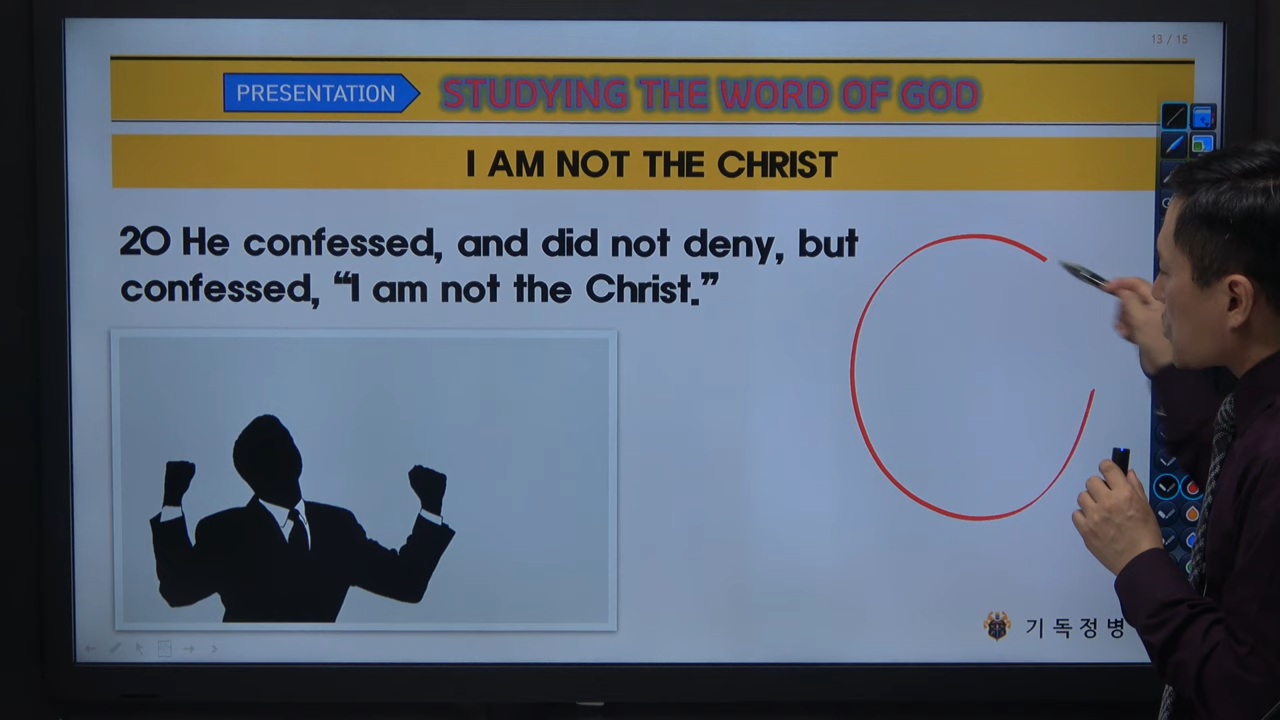 13 / 15
PRESENTATION
STUDYING THE WORD OF GOD
I AM NOT THE CHRIST
20 He confessed, and did not deny, but
confessed, “I am not the Christ.”
기독정병